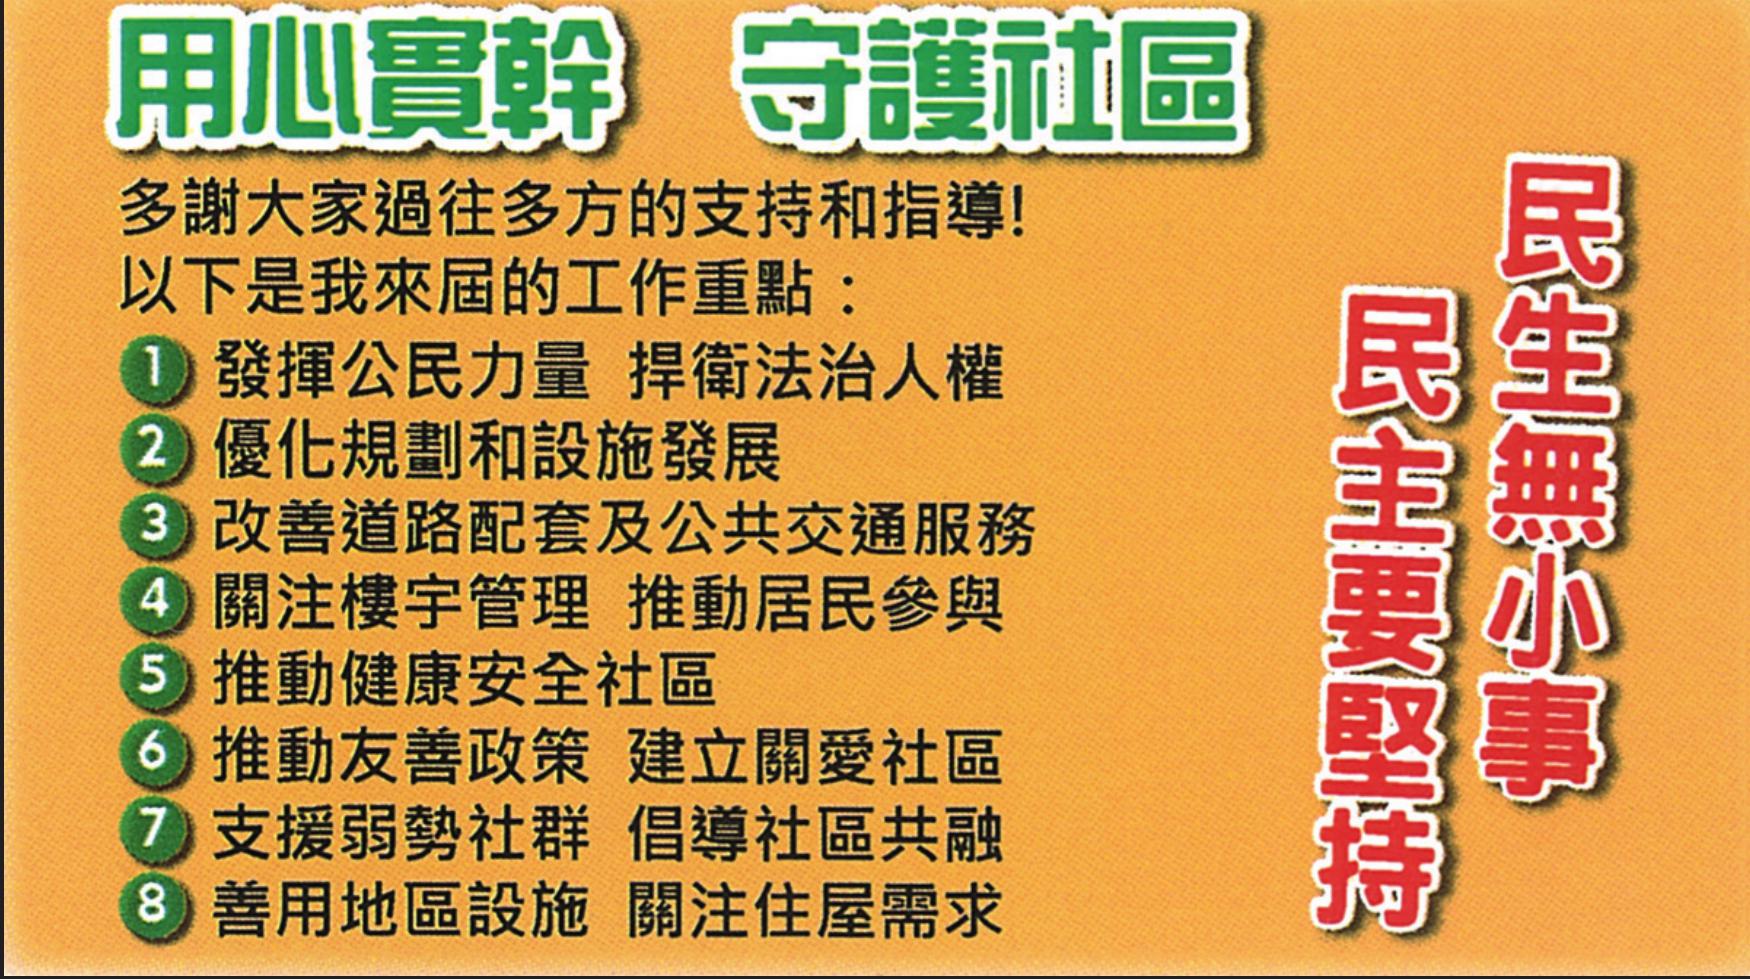 用心實幹 守護社區
多謝大家過往多方的支持和指導!
以下是我來屆的工作重點：
1 發揮公民力量 捍衛法治人權
2 優化規劃和設施發展
3 改善道路配套及公共交通服務
4 關注樓宇管理 推動居民參與
5 推動健康安全社區
6 推動友善政策 建立關愛社區
7 支援弱勢社群 倡導社區共融
8 善用地區設施 關注住屋需求
民生無小事
民主要堅持